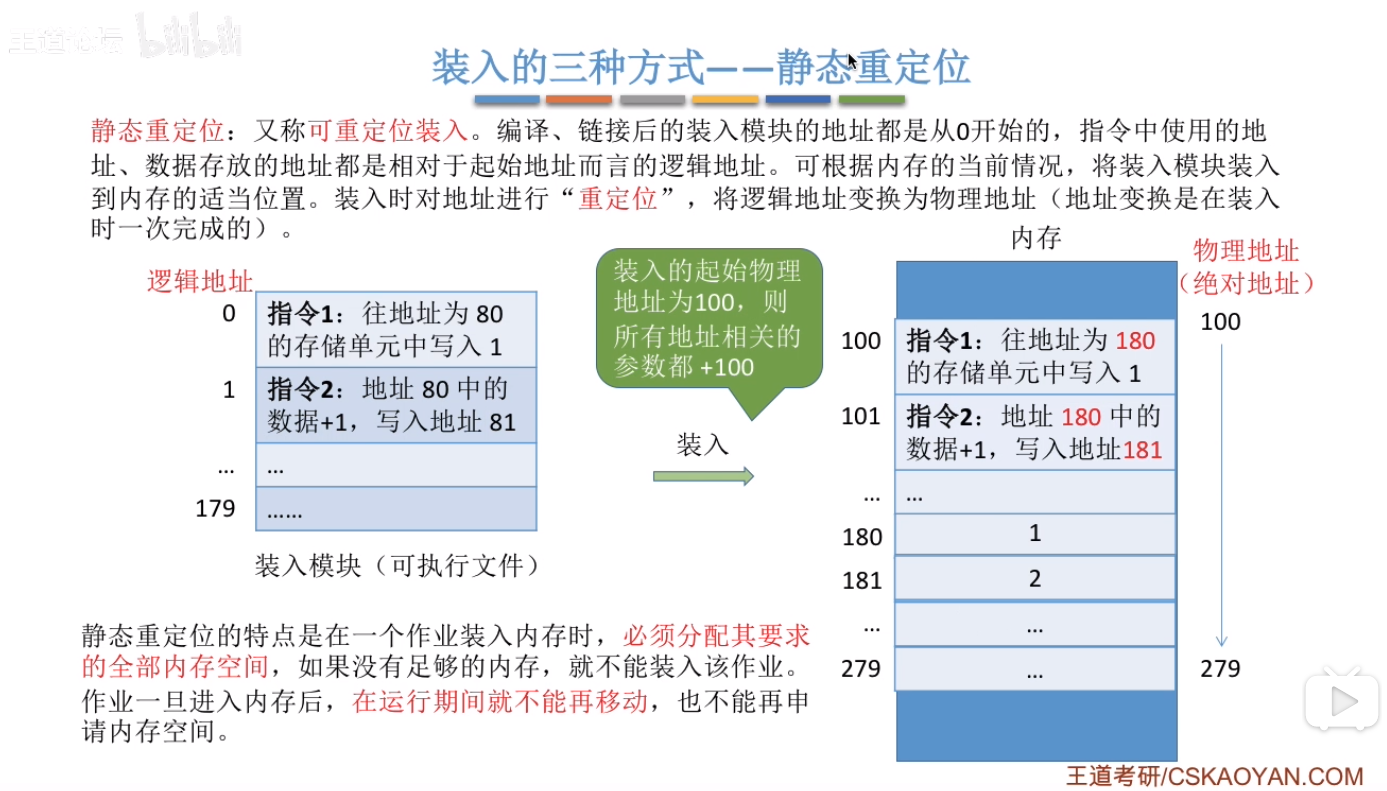 王道论坛 bilibili
装入的三种方式——静态重定位
静态重定位：又称可重定位装入。编译、链接后的装入模块的地址都是从0开始的，指令中使用的地
址、数据存放的地址都是相对于起始地址而言的逻辑地址。可根据内存的当前情况，将装入模块装入
到内存的适当位置。装入时对地址进行“重定位”，将逻辑地址变换为物理地址（地址变换是在装入
时一次完成的）。
逻辑地址
0
指令1：往地址为 80
的存储单元中写入 1
1
指令2：地址 80 中的
数据+1，写入地址 81
...
...
179
......
装入模块（可执行文件）
装入的起始物理
地址为100，则
所有地址相关的
参数都 +100
装入
内存
物理地址
（绝对地址）
100
指令1：往地址为 180
的存储单元中写入 1
101
指令2：地址 180 中的
数据+1，写入地址181
...
...
180
1
181
2
...
...
279
...
100
279
静态重定位的特点是在一个作业装入内存时，必须分配其要求
的全部内存空间，如果没有足够的内存，就不能装入该作业。
作业一旦进入内存后，在运行期间就不能再移动，也不能再申
请内存空间。
王道考研/CSKAOYAN.COM